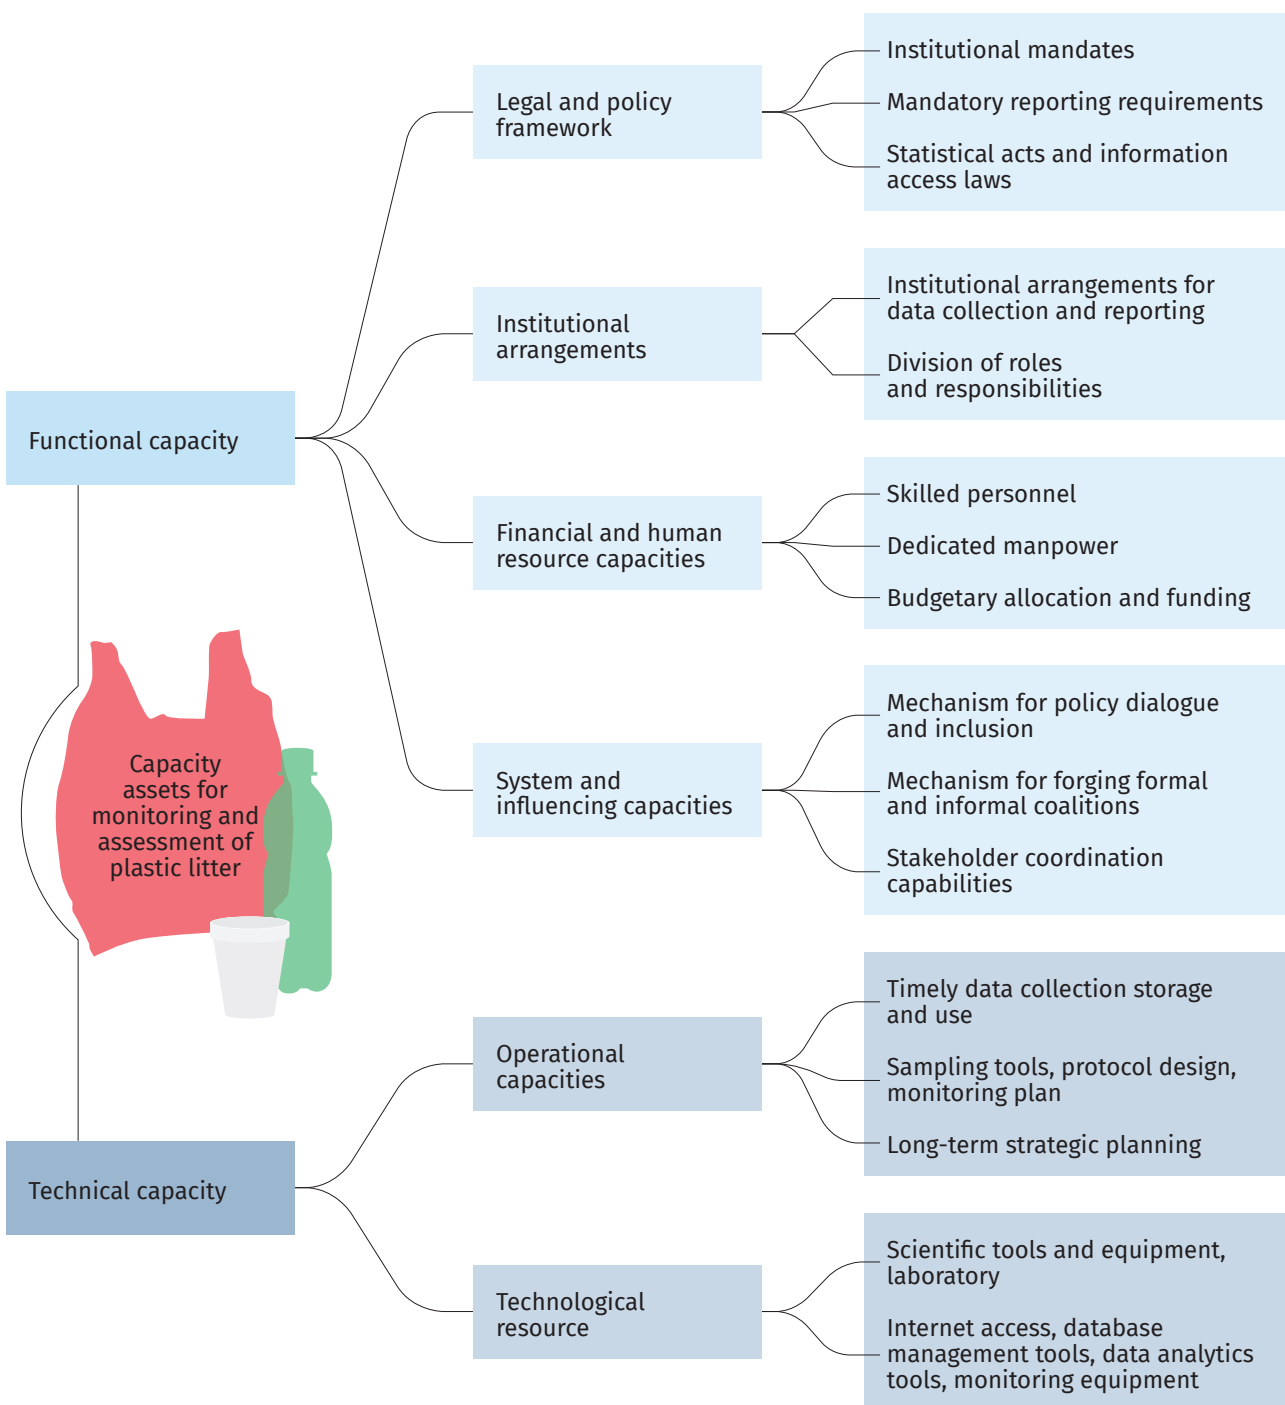 Functional capacity
Legal and policy
framework
Institutional mandates
Mandatory reporting requirements
Statistical acts and information
access laws
Institutional
arrangements
Institutional arrangements for
data collection and reporting
Division of roles
and responsibilities
Financial and human
resource capacities
Skilled personnel
Dedicated manpower
Budgetary allocation and funding
System and
influencing capacities
Mechanism for policy dialogue
and inclusion
Mechanism for forging formal
and informal coalitions
Stakeholder coordination
capabilities
Capacity
assets for
monitoring and
assessment of
plastic litter
Technical capacity
Operational
capacities
Timely data collection storage
and use
Sampling tools, protocol design,
monitoring plan
Long-term strategic planning
Technological
resource
Scientific tools and equipment,
laboratory
Internet access, database
management tools, data analytics
tools, monitoring equipment